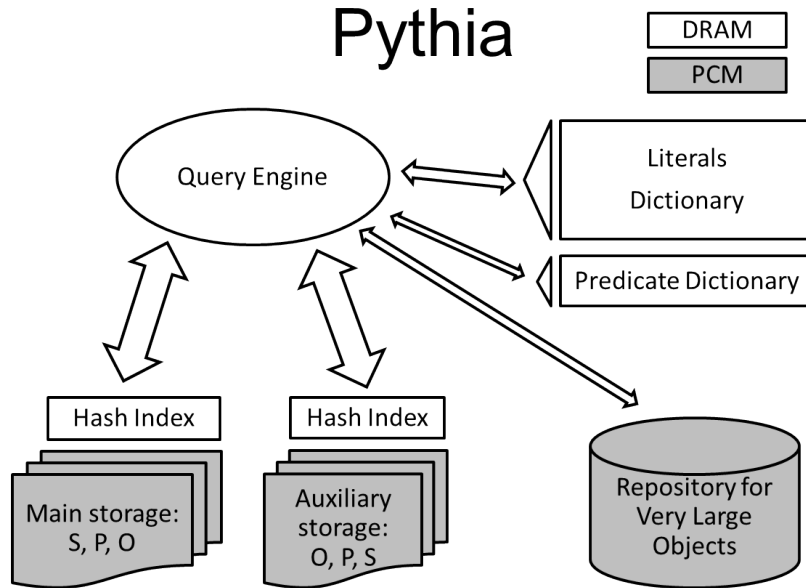 Pythia
DRAM
PCM
Query Engine
Literals
Dictionary
Predicate Dictionary
Hash Index
Hash Index
Main storage:
S, P, O
Auxiliary
storage:
O, P, S
Repository for
Very Large
Objects